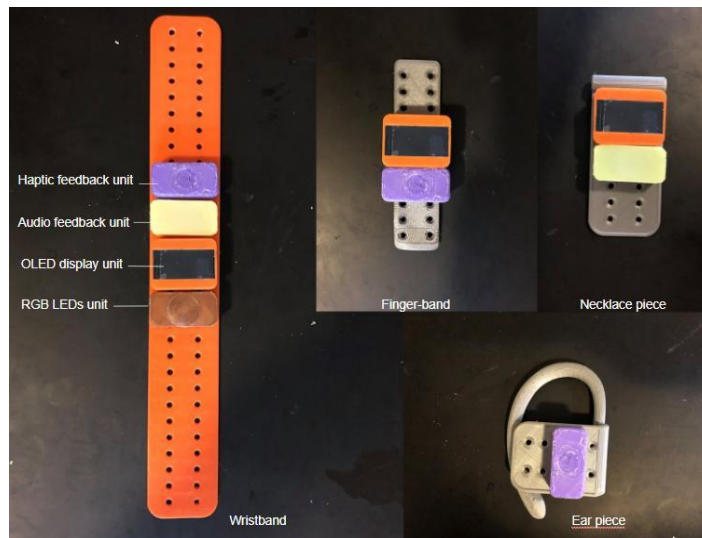 Haptic feedback unit
Audio feedback unit
OLED display unit
RGB LEDs unit
Wristband
Finger-band
Necklace piece
Ear piece